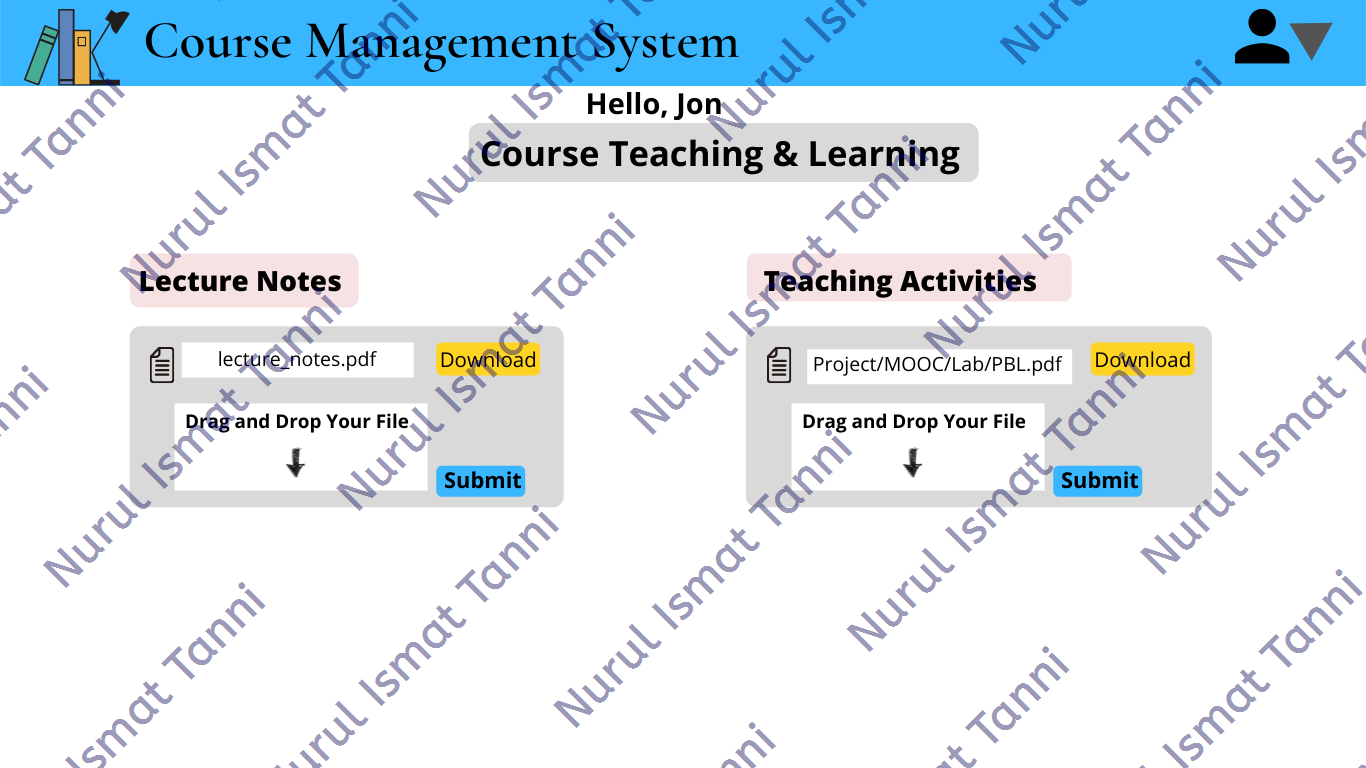 Course Management System
Hello, Jon
Course Teaching & Learning
Lecture Notes
Teaching Activities
lecture_notes.pdf
Download
Project/MOOC/Lab/PBL.pdf
Download
Drag and Drop Your File
Drag and Drop Your File
Submit
Submit
Nurul Ismat Tanni